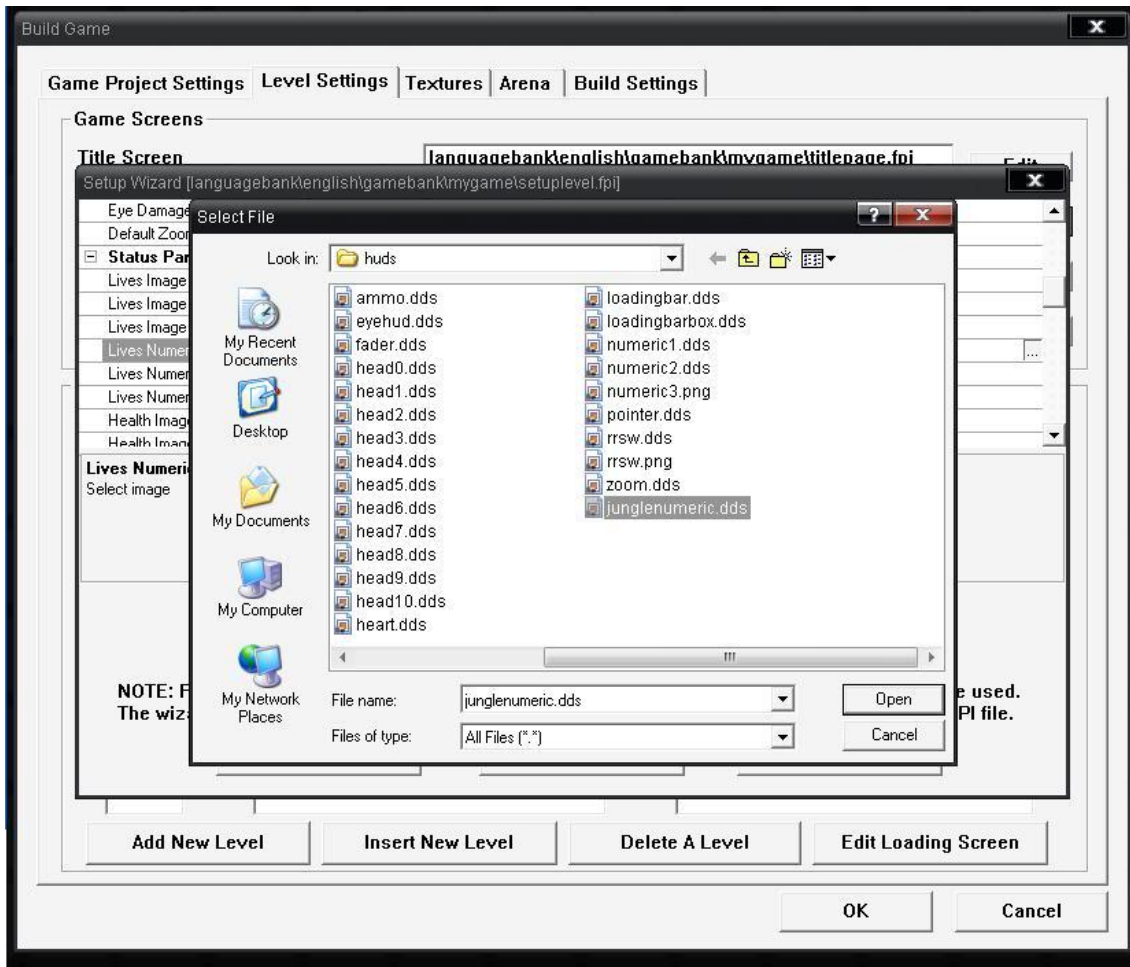 Build Game
X
Game Project Settings Level Settings Textures Arena Build Settings
Game Screens
Title Screen languagebank\english\gamebank\mygame\titlepage.fpi Edit
Setup Wizard [languagebank\english\gamebank\mygame\setuplevel.fpi] X
Eye Damage
Default Zoom
Status Par
Lives Image
Lives Image
Lives Image
Lives Numer
...
Lives Numer
Lives Numer
Health Imag
Health Imag
Lives Numeri
Select image
NOTE: F e used.
The wiz PI file.
Select File ? X
Look in: huds
My Recent Documents
Desktop
My Documents
My Computer
My Network Places
ammo.dds
eyehud.dds
fader.dds
head0.dds
head1.dds
head2.dds
head3.dds
head4.dds
head5.dds
head6.dds
head7.dds
head8.dds
head9.dds
head10.dds
heart.dds
loadingbar.dds
loadingbarbox.dds
numeric1.dds
numeric2.dds
numeric3.png
pointer.dds
rrsw.dds
rrsw.png
zoom.dds
junglenumeric.dds
File name: junglenumeric.dds Open
Files of type: All Files (*.*) Cancel
Add New Level Insert New Level Delete A Level Edit Loading Screen
OK Cancel